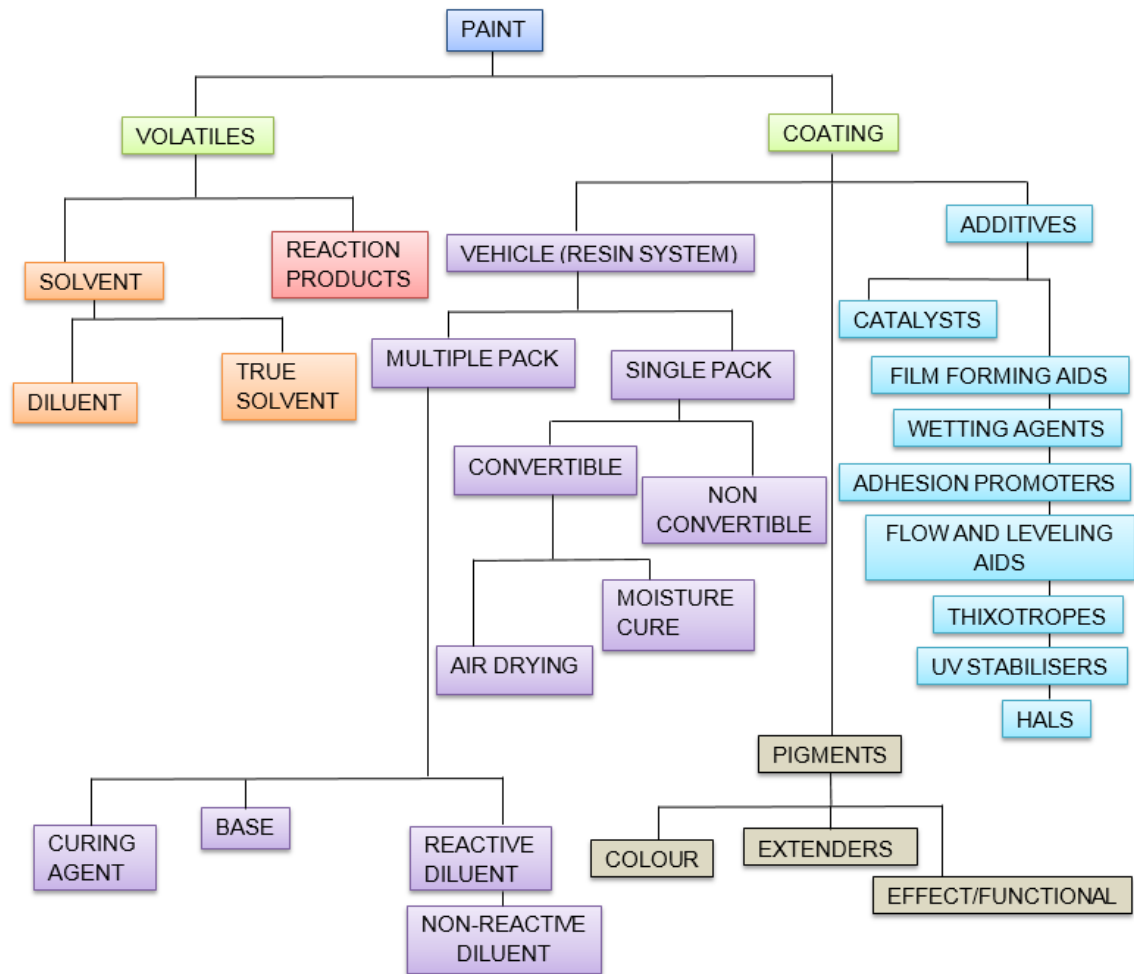 PAINT
VOLATILES
COATING
SOLVENT
REACTION
PRODUCTS
VEHICLE (RESIN SYSTEM)
ADDITIVES
DILUENT
TRUE
SOLVENT
MULTIPLE PACK
SINGLE PACK
CATALYSTS
FILM FORMING AIDS
WETTING AGENTS
ADHESION PROMOTERS
FLOW AND LEVELING
AIDS
THIXOTROPES
UV STABILISERS
HALS
CONVERTIBLE
NON
CONVERTIBLE
AIR DRYING
MOISTURE
CURE
PIGMENTS
CURING
AGENT
BASE
REACTIVE
DILUENT
NON-REACTIVE
DILUENT
COLOUR
EXTENDERS
EFFECT/FUNCTIONAL